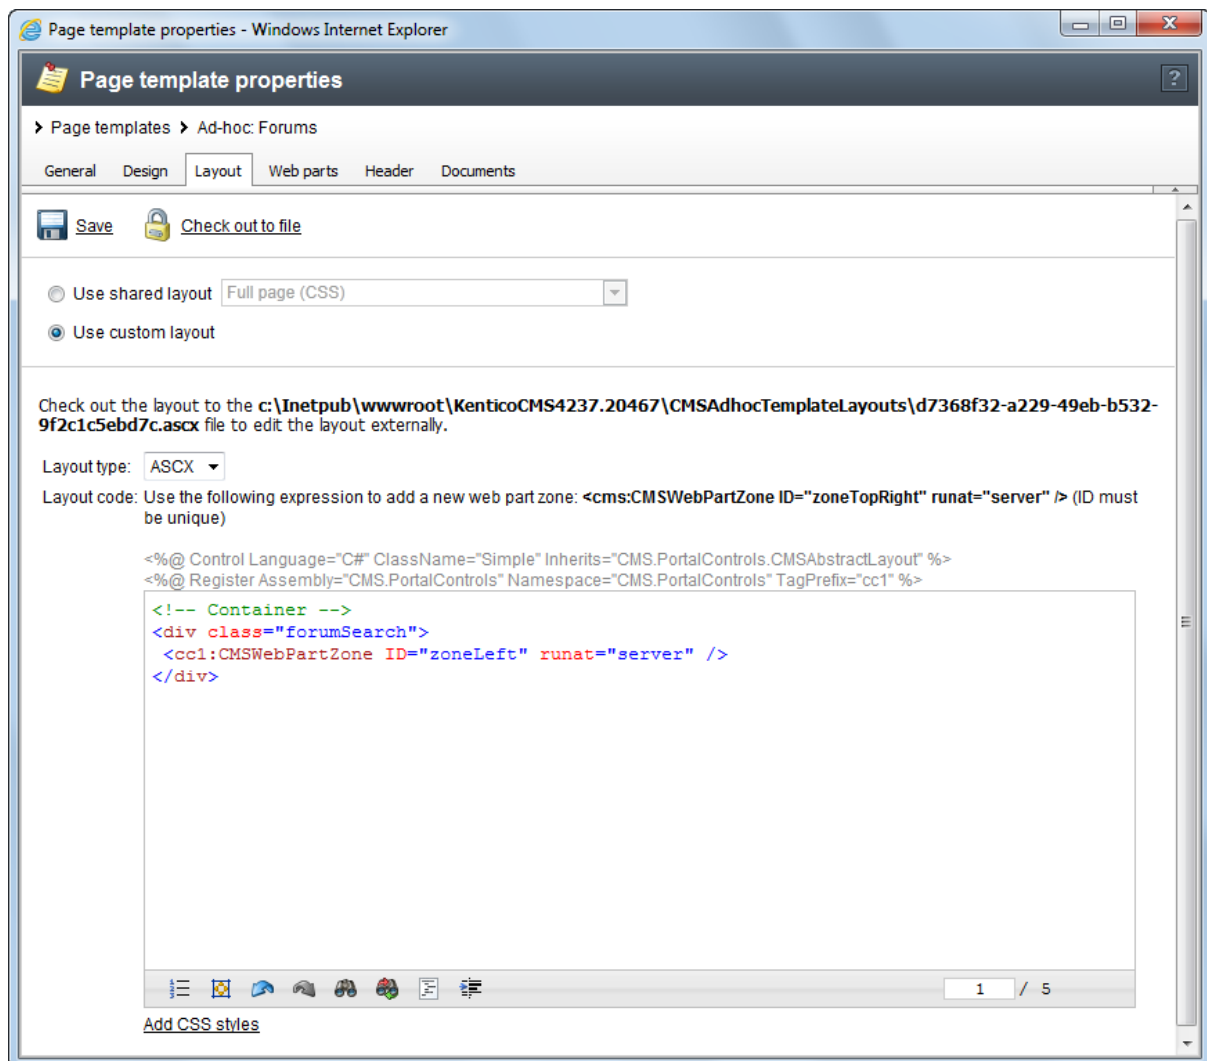 Page template properties - Windows Internet Explorer
Page template properties
?
Page templates Ad-hoc: Forums
General Design Layout Web parts Header Documents
Save Check out to file
Use shared layout Full page (CSS)
Use custom layout
Check out the layout to the c:\Inetpub\wwwroot\KenticoCMS4237.20467\CMSAdhocTemplateLayouts\d7368f32-a229-49eb-b532-
9f2c1c5ebd7c.ascx file to edit the layout externally.
Layout type: ASCX
Layout code: Use the following expression to add a new web part zone: <cms:CMSWebPartZone ID="zoneTopRight" runat="server" /> (ID must
be unique)
<%@ Control Language="C#" ClassName="Simple" Inherits="CMS.PortalControls.CMSAbstractLayout" %>
<%@ Register Assembly="CMS.PortalControls" Namespace="CMS.PortalControls" TagPrefix="cc1" %>
<!-- Container -->
<div class="forumSearch">
<cc1:CMSWebPartZone ID="zoneLeft" runat="server" />
</div>
1 / 5
Add CSS styles